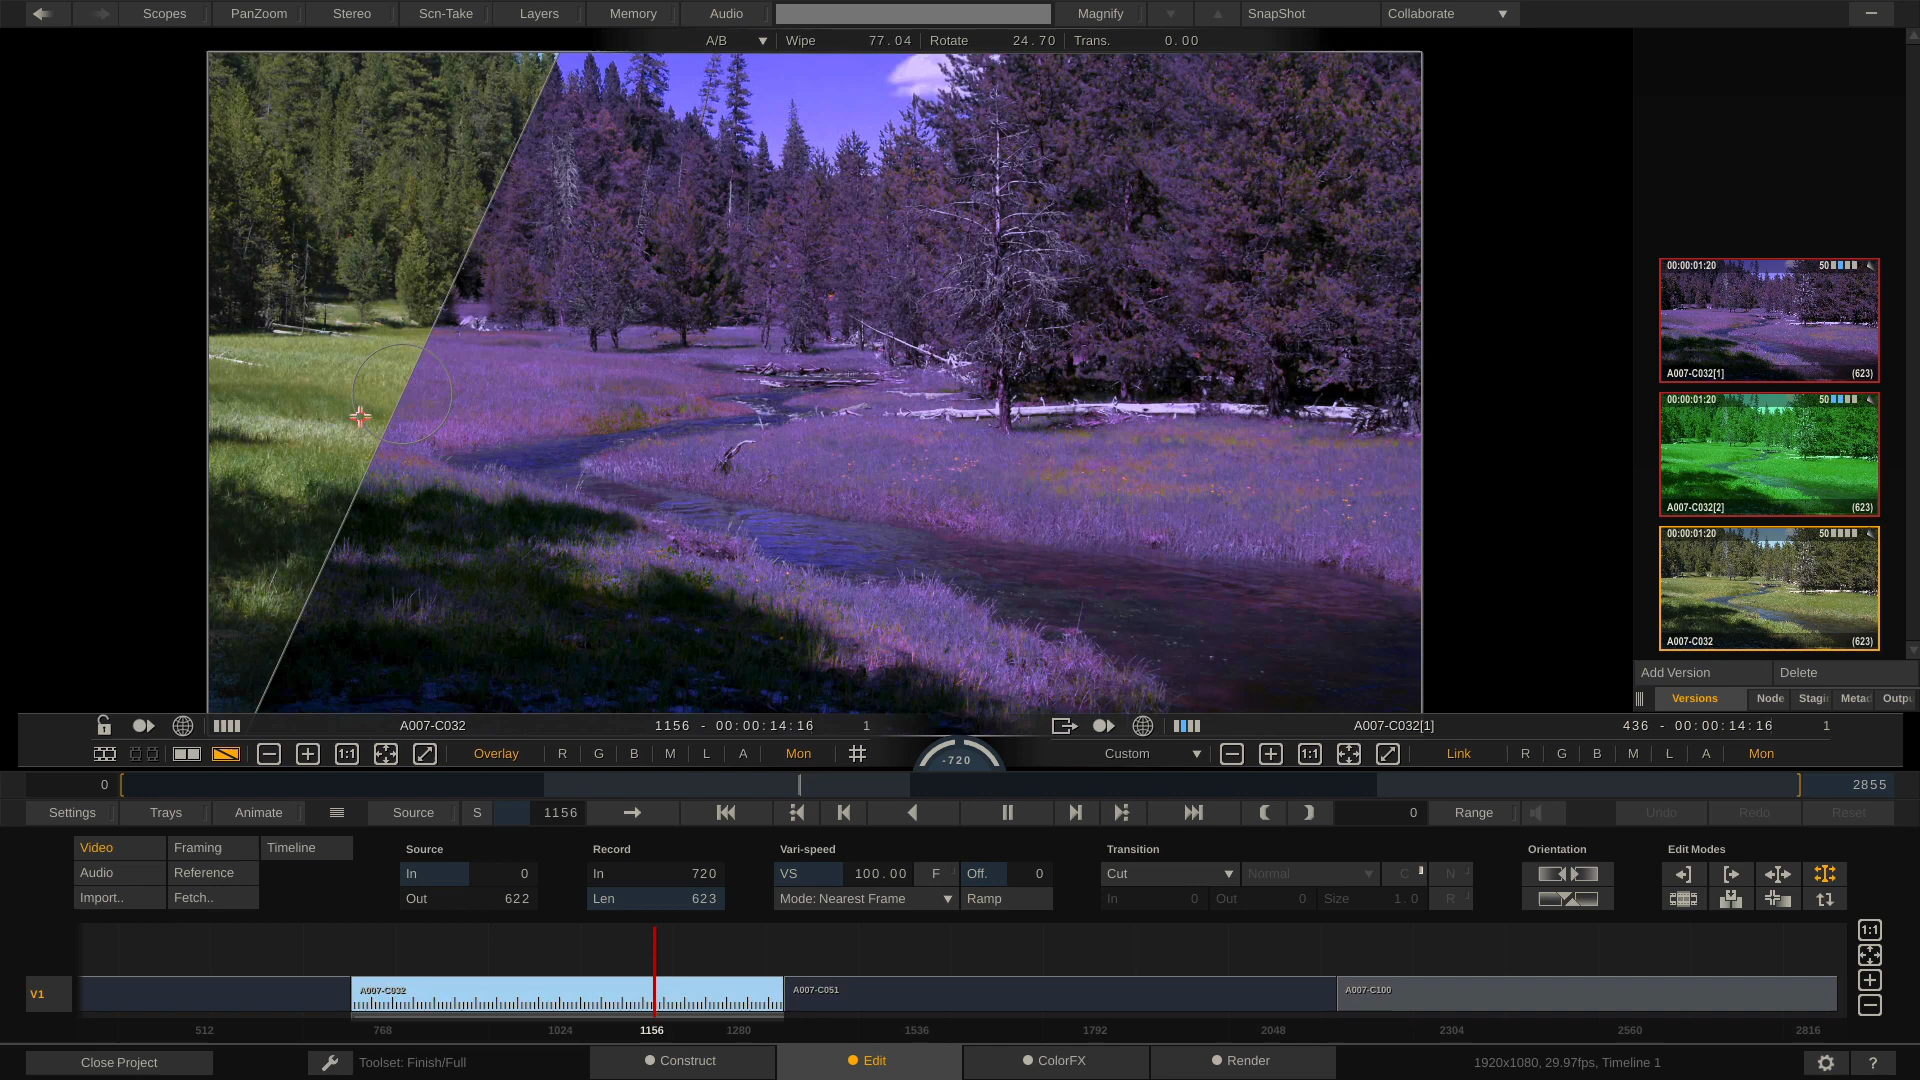 Scopes PanZoom Stereo Scn-Take Layers Memory Audio Magnify SnapShot Collaborate
A/B Wipe 77.04 Rotate 24.70 Trans. 0.00
00:00:01:20 50
A007-C032[1] (623)
00:00:01:20 50
A007-C032[2] (623)
00:00:01:20 50
A007-C032 (623)
Add Version Delete
Versions Node Stagi Metac Outpu
A007-C032 1156 - 00:00:14:16 1 A007-C032[1] 436 - 00:00:14:16 1
1:1 Overlay R G B M L A Mon -720 Custom 1:1 Link R G B M L A Mon
0 2855
Settings Trays Animate Source S 1156 0 Range Undo Redo Reset
Video Framing Timeline Source Record Vari-speed Transition Orientation Edit Modes
Audio Reference In 0 In 720 VS 100.00 F Off. 0 Cut Normal C N
Import.. Fetch.. Out 622 Len 623 Mode: Nearest Frame Ramp In 0 Out 0 Size 1.0 R
1:1
V1 A007-C032 A007-C051 A007-C100
512 768 1024 1156 1280 1536 1792 2048 2304 2560 2816
Close Project Toolset: Finish/Full Construct Edit ColorFX Render 1920x1080, 29.97fps, Timeline 1 ?